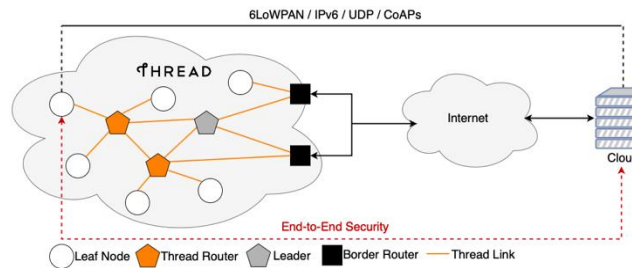 6LoWPAN / IPv6 / UDP / CoAPs
THREAD
Internet
Cloud
End-to-End Security
Leaf Node
Thread Router
Leader
Border Router
Thread Link